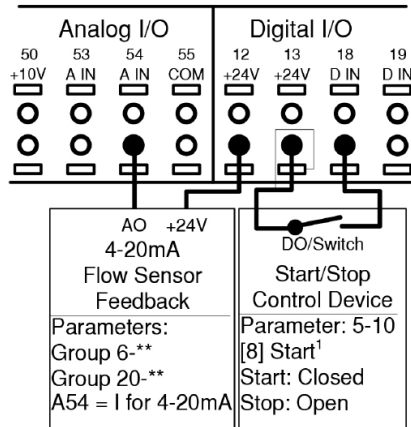 Analog I/O
Digital I/O
50 53 54 55 12 13 18 19
+10V A IN A IN COM +24V +24V D IN D IN
AO +24V
4-20mA
Flow Sensor
Feedback
Parameters:
Group 6-**
Group 20-**
A54 = I for 4-20mA
DO/Switch
Start/Stop
Control Device
Parameter: 5-10
[8] Start¹
Start: Closed
Stop: Open